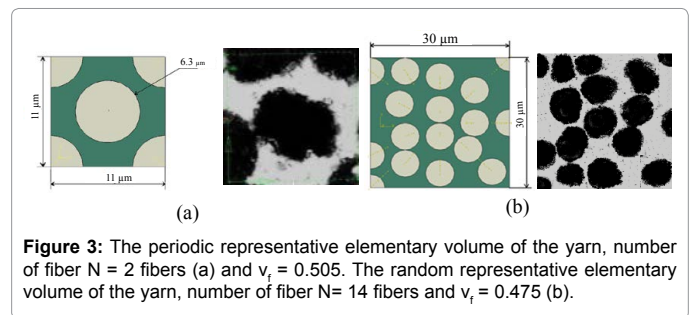 6.3 µm
11 µm
11 µm
(a)
30 µm
30 µm
(b)
Figure 3: The periodic representative elementary volume of the yarn, number
of fiber N = 2 fibers (a) and vf = 0.505. The random representative elementary
volume of the yarn, number of fiber N= 14 fibers and vf = 0.475 (b).